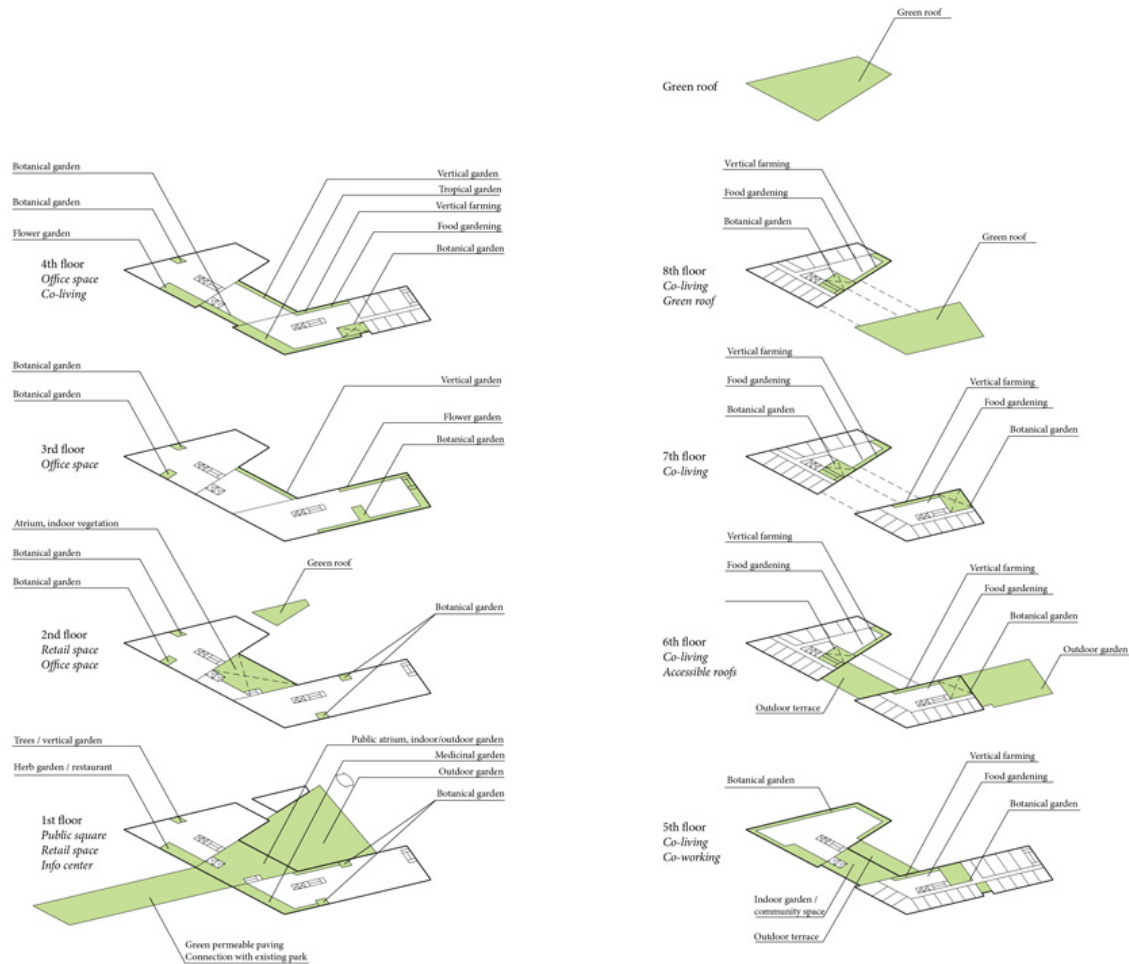 Green roof
Green roof
Botanical garden
Botanical garden
Flower garden
4th floor
Office space
Co-living
Vertical garden
Tropical garden
Vertical farming
Food gardening
Botanical garden
Botanical garden
Botanical garden
3rd floor
Office space
Vertical garden
Flower garden
Botanical garden
Atrium, indoor vegetation
Botanical garden
Botanical garden
2nd floor
Retail space
Office space
Green roof
Botanical garden
Trees / vertical garden
Herb garden / restaurant
1st floor
Public square
Retail space
Info center
Public atrium, indoor/outdoor garden
Medicinal garden
Outdoor garden
Botanical garden
Green permeable paving
Connection with existing park
Vertical farming
Food gardening
Botanical garden
8th floor
Co-living
Green roof
Green roof
Vertical farming
Food gardening
Botanical garden
7th floor
Co-living
Vertical farming
Food gardening
Botanical garden
Vertical farming
Food gardening
6th floor
Co-living
Accessible roofs
Outdoor terrace
Vertical farming
Food gardening
Botanical garden
Outdoor garden
Botanical garden
5th floor
Co-living
Co-working
Indoor garden /
community space
Outdoor terrace
Vertical farming
Food gardening
Botanical garden